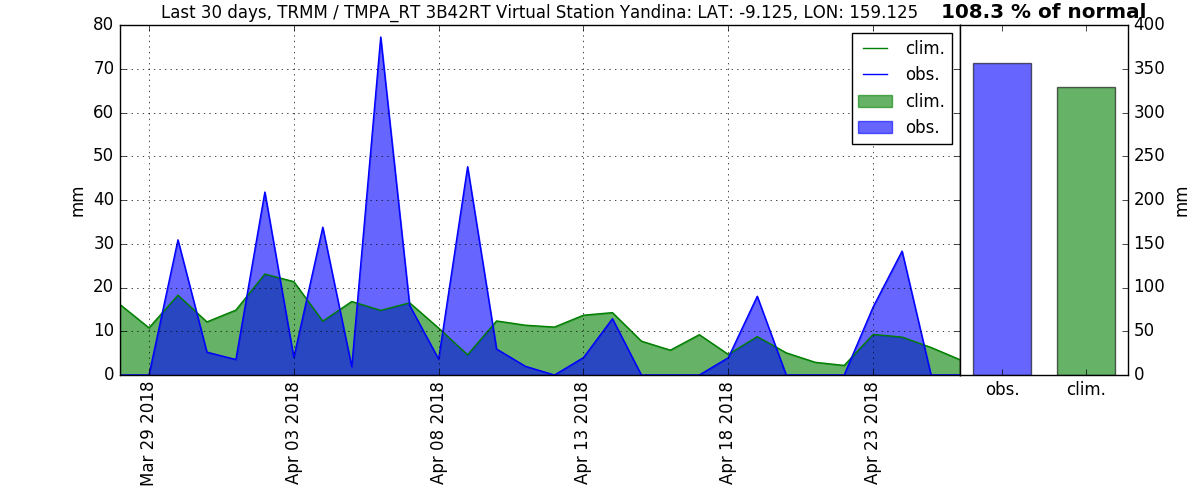 Last 30 days, TRMM / TMPA_RT 3B42RT Virtual Station Yandina: LAT: -9.125, LON: 159.125
108.3 % of normal
80
70
60
50
40
30
20
10
0
mm
clim.
obs.
clim.
obs.
Mar 29 2018
Apr 03 2018
Apr 08 2018
Apr 13 2018
Apr 18 2018
Apr 23 2018
400
350
300
250
200
150
100
50
0
mm
obs.
clim.